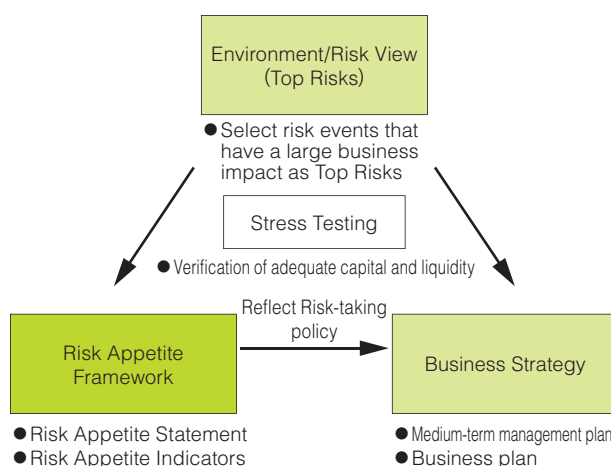 Environment/Risk View
(Top Risks)
● Select risk events that
have a large business
impact as Top Risks
Stress Testing
● Verification of adequate capital and liquidity
Reflect Risk-taking
policy
Risk Appetite
Framework
Business Strategy
● Risk Appetite Statement
● Risk Appetite Indicators
● Medium-term management plan
● Business plan